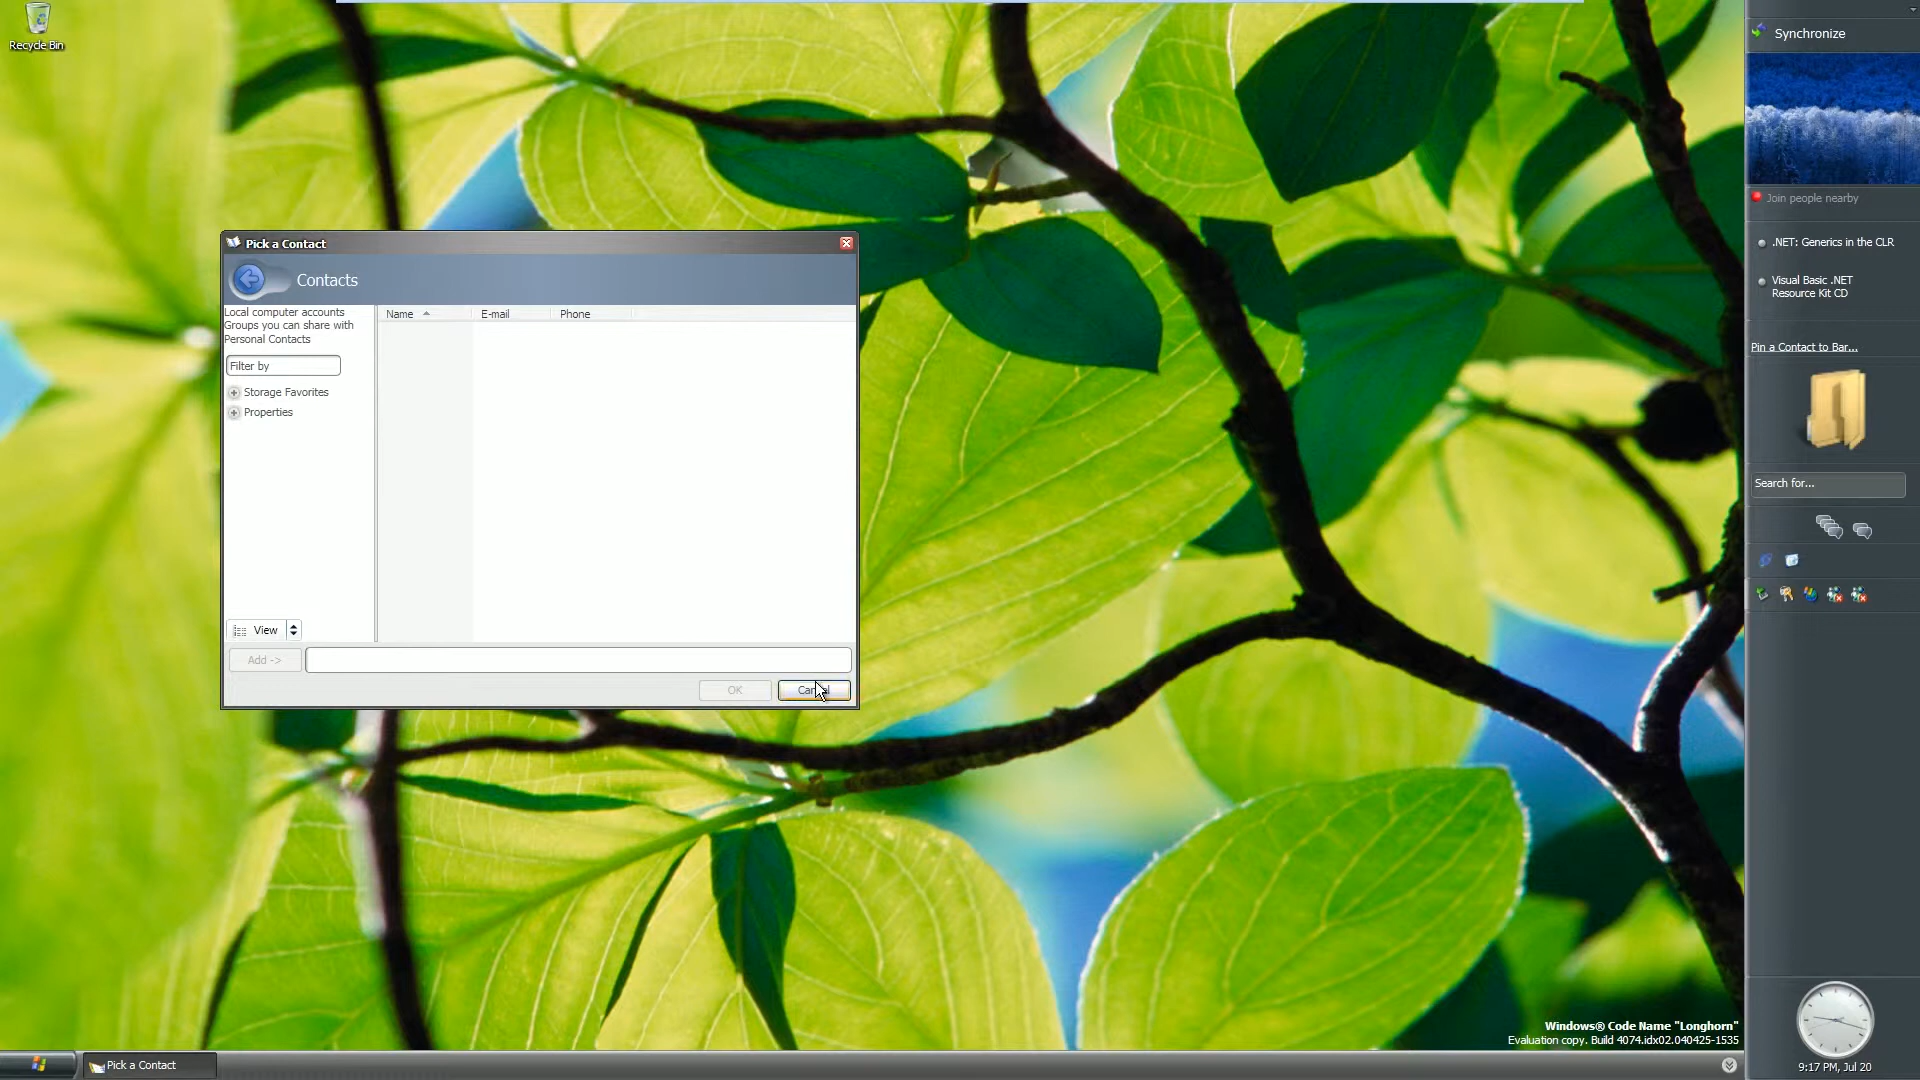 Recycle Bin
Synchronize
Join people nearby
.NET: Generics in the CLR
Visual Basic .NET
Resource Kit CD
Pin a Contact to Bar...
Search for...
Pick a Contact
Contacts
Local computer accounts
Groups you can share with
Personal Contacts
Filter by
Storage Favorites
Properties
Name
E-mail
Phone
View
Add ->
OK
Cancel
Windows® Code Name "Longhorn"
Evaluation copy. Build 4074.idx02.040425-1535
Pick a Contact
9:17 PM, Jul 20